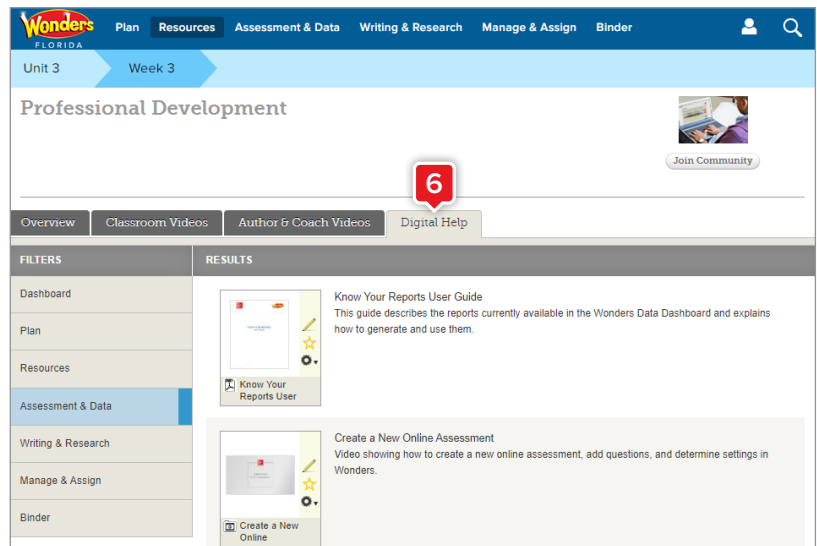 Wonders
FLORIDA
Plan Resources Assessment & Data Writing & Research Manage & Assign Binder
Unit 3 Week 3
Professional Development
Join Community
6
Overview Classroom Videos Author & Coach Videos Digital Help
FILTERS RESULTS
Dashboard
Plan
Resources
Assessment & Data
Writing & Research
Manage & Assign
Binder
Know Your Reports User Guide
This guide describes the reports currently available in the Wonders Data Dashboard and explains
how to generate and use them.
Know Your
Reports User
Create a New Online Assessment
Video showing how to create a new online assessment, add questions, and determine settings in
Wonders.
Create a New
Online